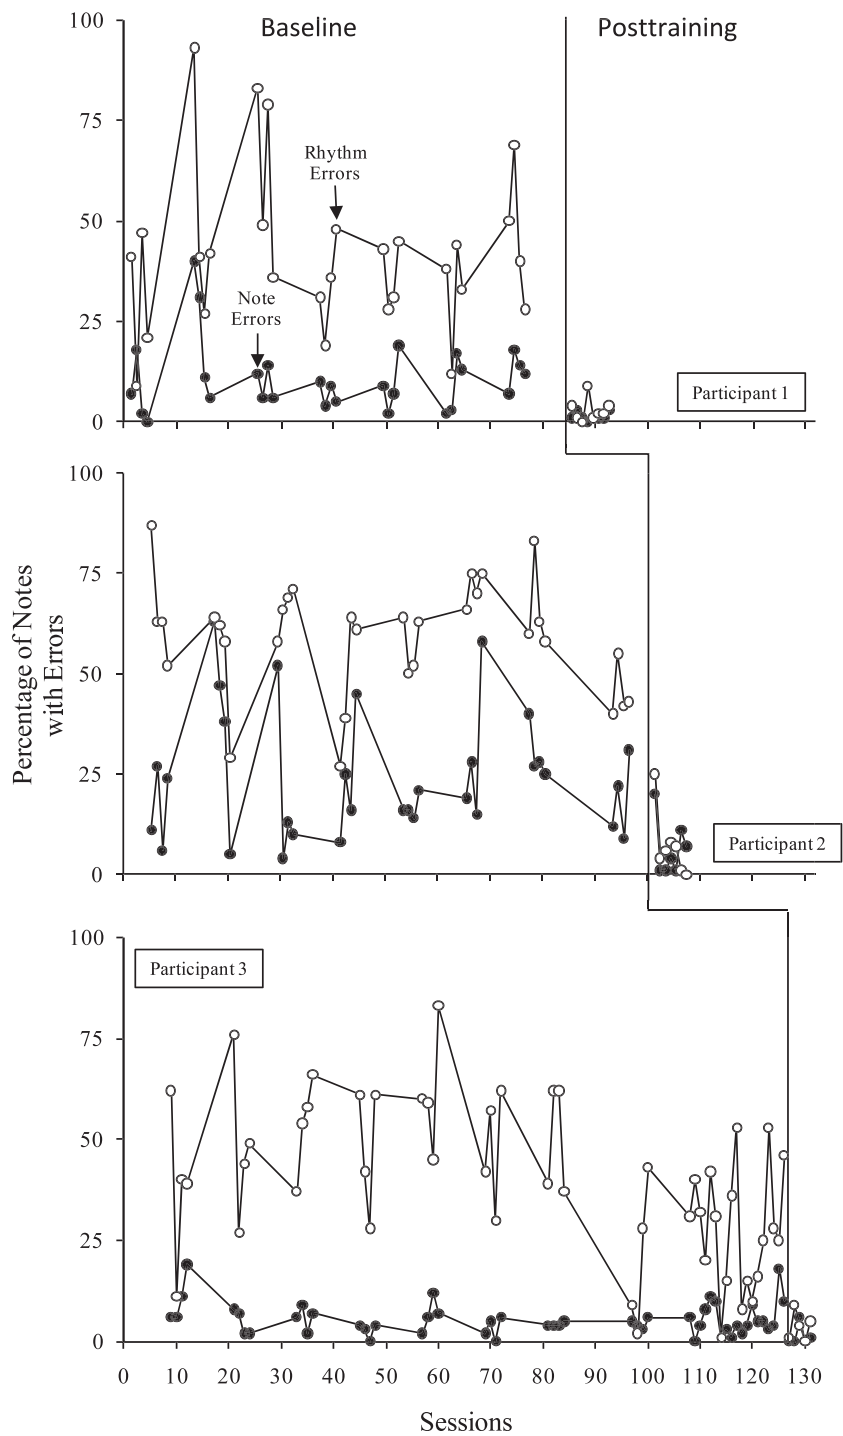 Baseline
Posttraining
100
75
50
25
0
Rhythm
Errors
Note
Errors
Participant 1
100
75
50
25
0
Participant 2
Percentage of Notes
with Errors
100
75
50
25
0
Participant 3
0 10 20 30 40 50 60 70 80 90 100 110 120 130
Sessions